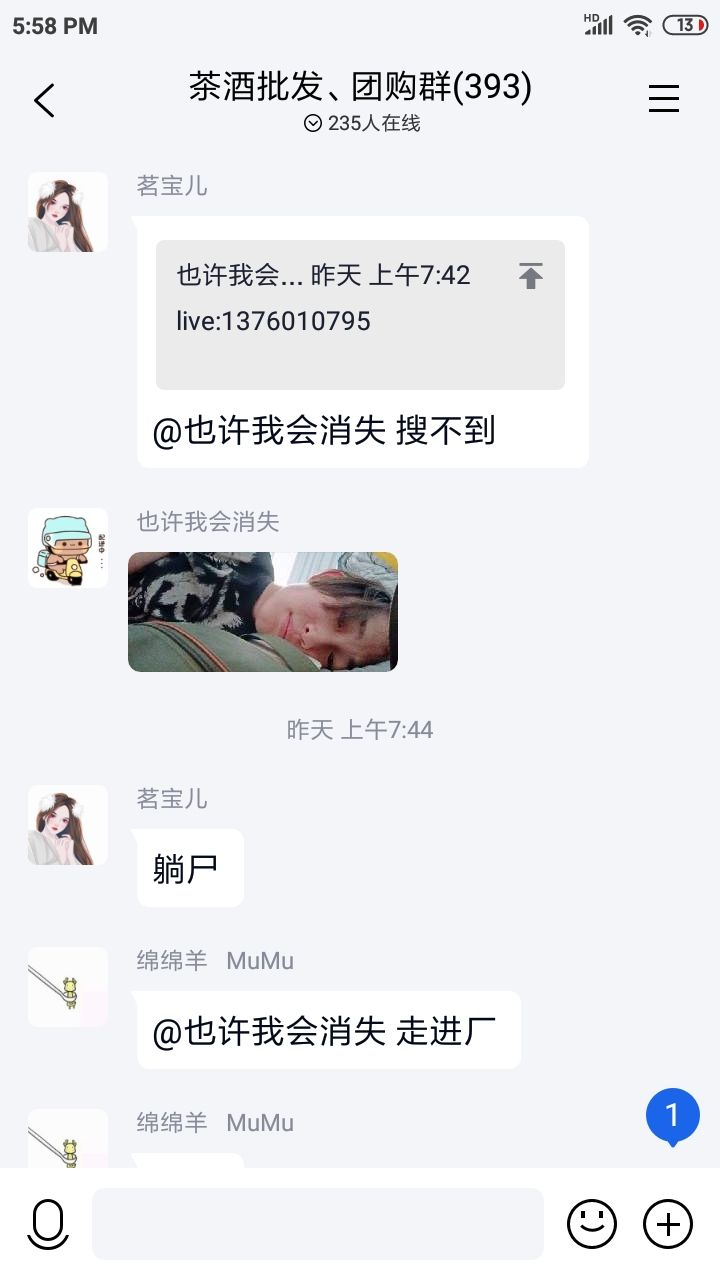 5:58 PM
HD
13
茶酒批发、团购群(393)
235人在线
茗宝儿
也许我会... 昨天 上午7:42
live:1376010795
@也许我会消失 搜不到
也许我会消失
配送中...
昨天 上午7:44
茗宝儿
躺尸
绵绵羊 MuMu
@也许我会消失 走进厂
1
绵绵羊 MuMu